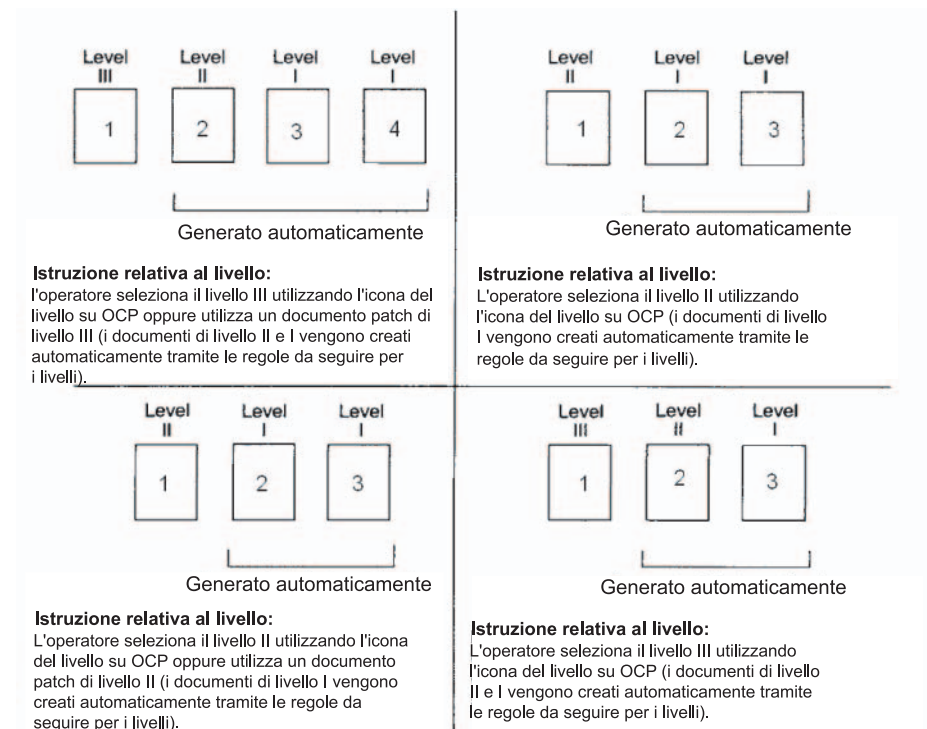 Level Level Level Level
III II I I
1 2 3 4
Generato automaticamente
Istruzione relativa al livello:
l'operatore seleziona il livello III utilizzando l'icona del
livello su OCP oppure utilizza un documento patch di
livello III (i documenti di livello II e I vengono creati
automaticamente tramite le regole da seguire per
i livelli).
Level Level Level
II I I
1 2 3
Generato automaticamente
Istruzione relativa al livello:
L'operatore seleziona il livello II utilizzando
l'icona del livello su OCP (i documenti di livello
I vengono creati automaticamente tramite le
regole da seguire per i livelli).
Level Level Level
II I I
1 2 3
Generato automaticamente
Istruzione relativa al livello:
L'operatore seleziona il livello II utilizzando l'icona
del livello su OCP oppure utilizza un documento
patch di livello II (i documenti di livello I vengono
creati automaticamente tramite le regole da
seguire per i livelli).
Level Level Level
III II I
1 2 3
Generato automaticamente
Istruzione relativa al livello:
L'operatore seleziona il livello III utilizzando
l'icona del livello su OCP (i documenti di livello
II e I vengono creati automaticamente tramite
le regole da seguire per i livelli).